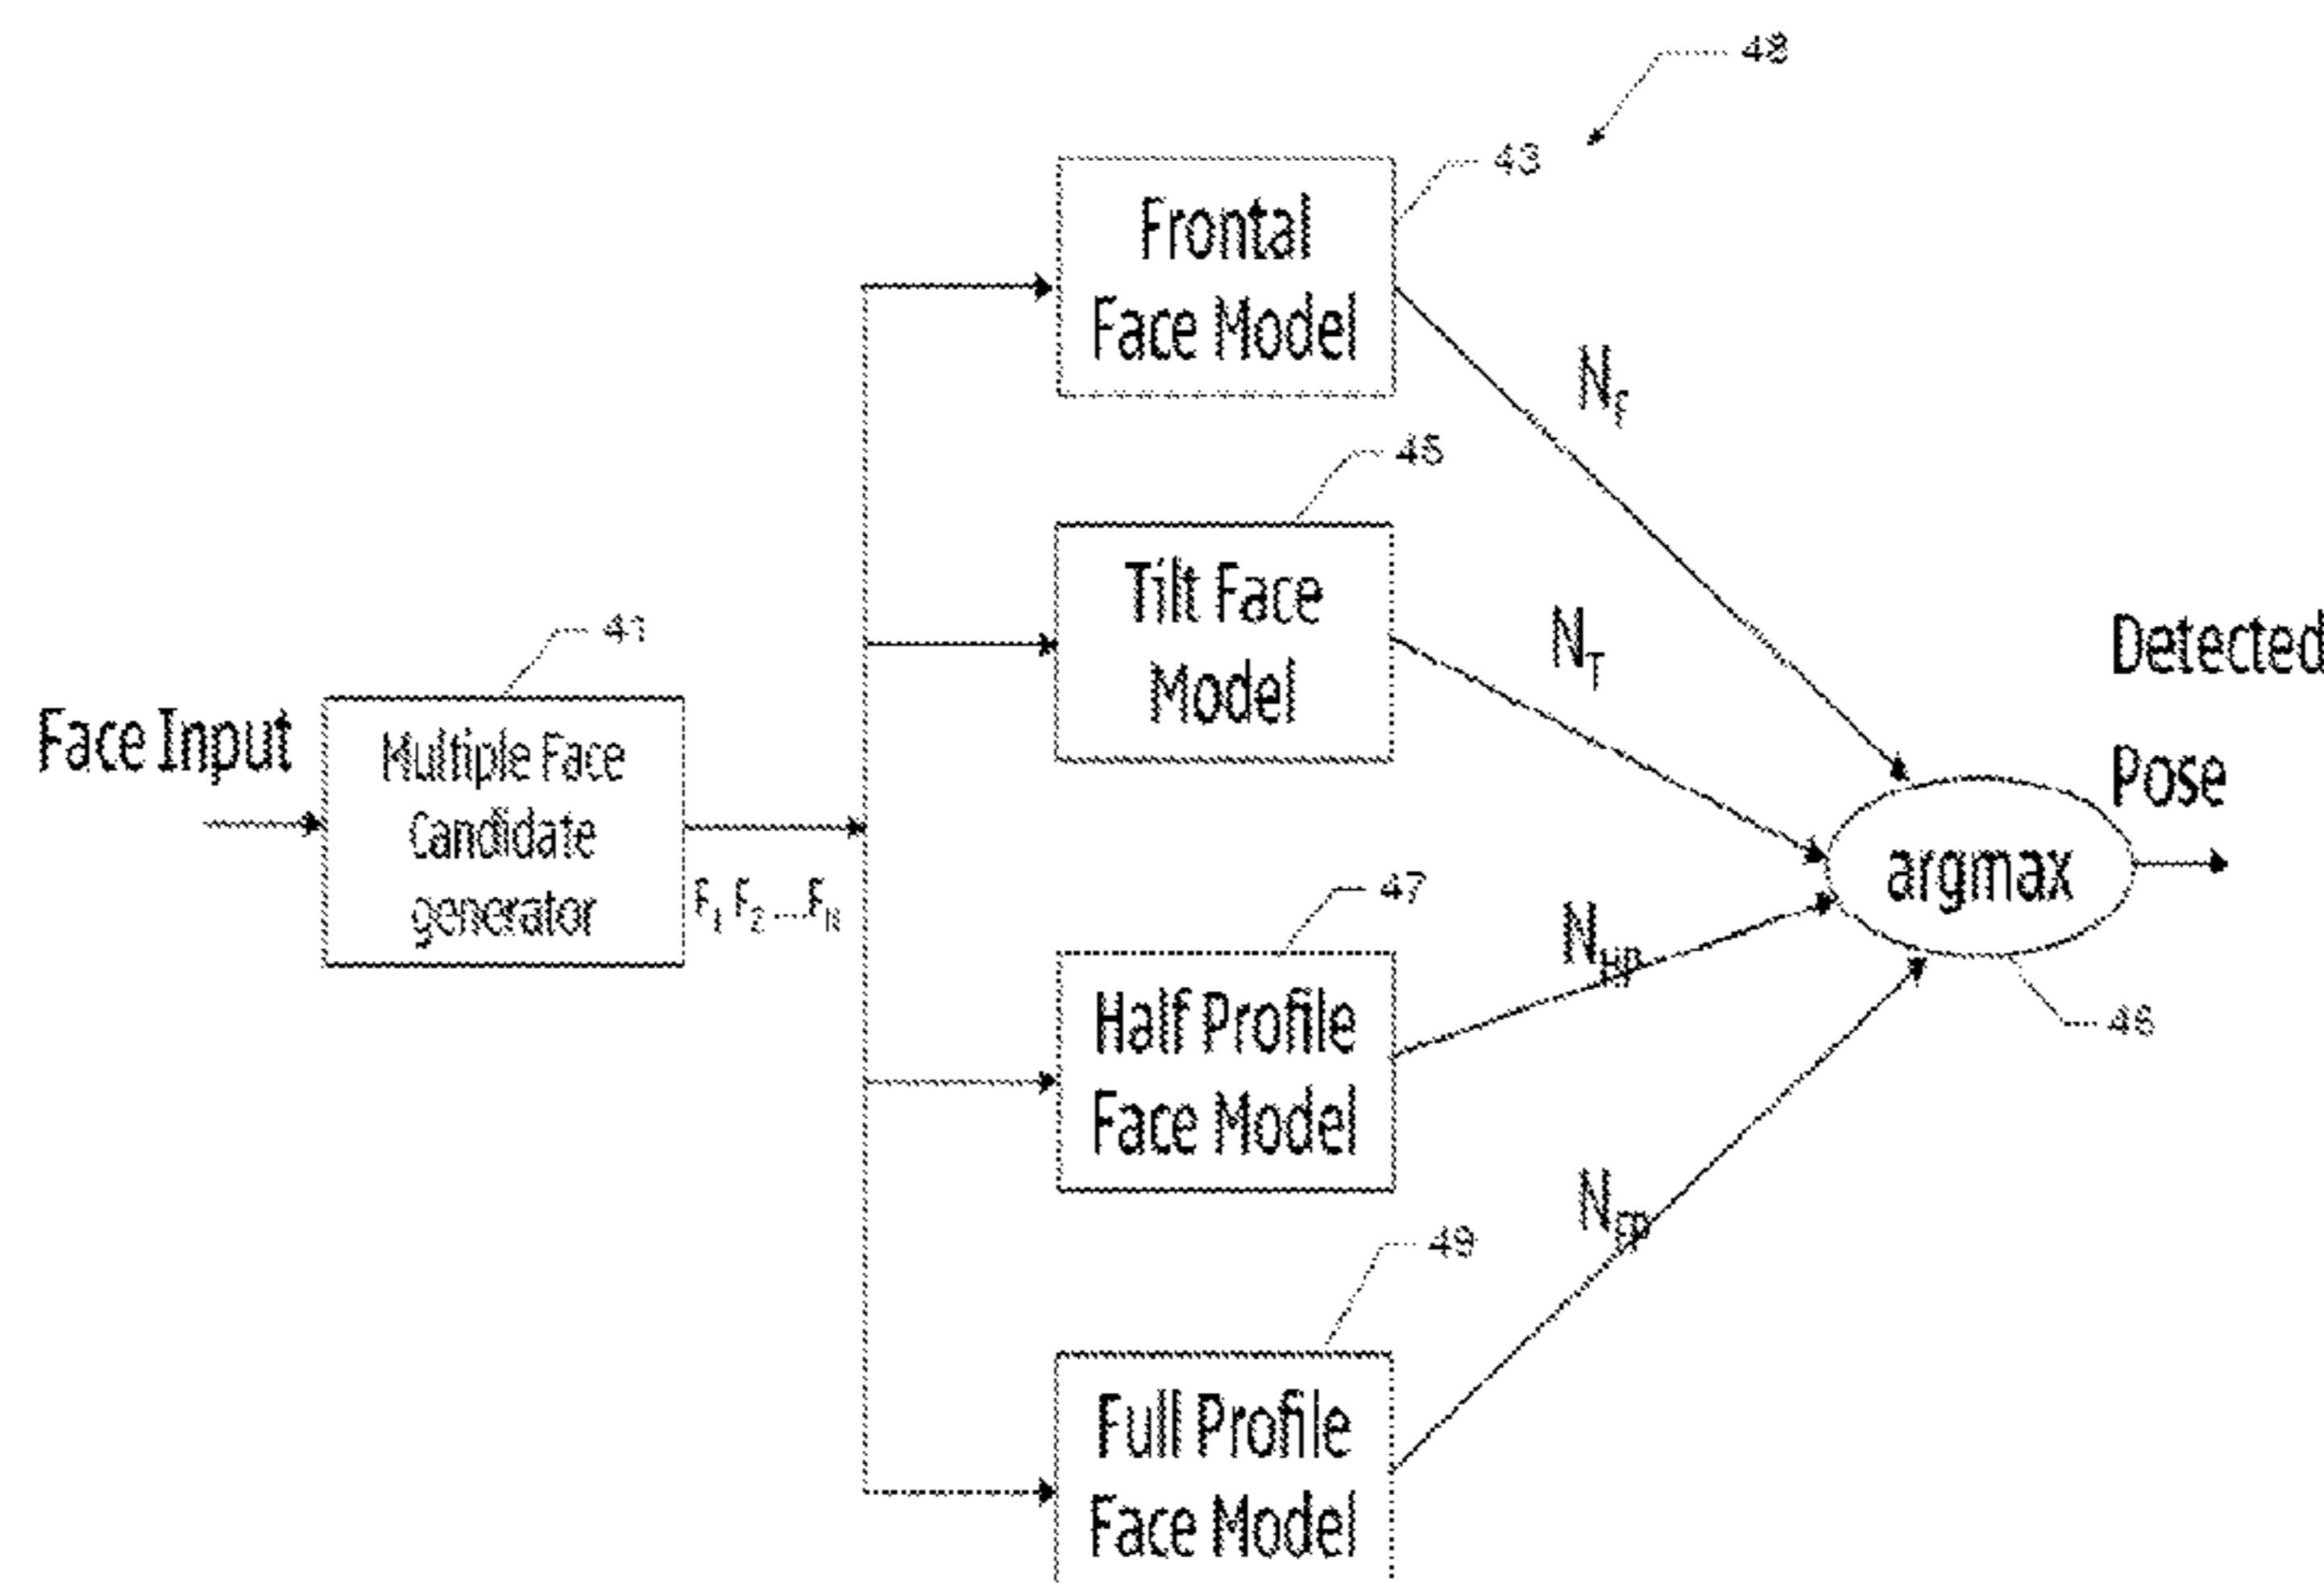 48
43
Frontal
Face Model
N_F
45
Tilt Face
Model
N_T
Detected
Pose
41
Face Input
Multiple Face
Candidate
generator
F_1 F_2 ....F_n
argmax
46
47
Half Profile
Face Model
N_HP
49
Full Profile
Face Model
N_FP